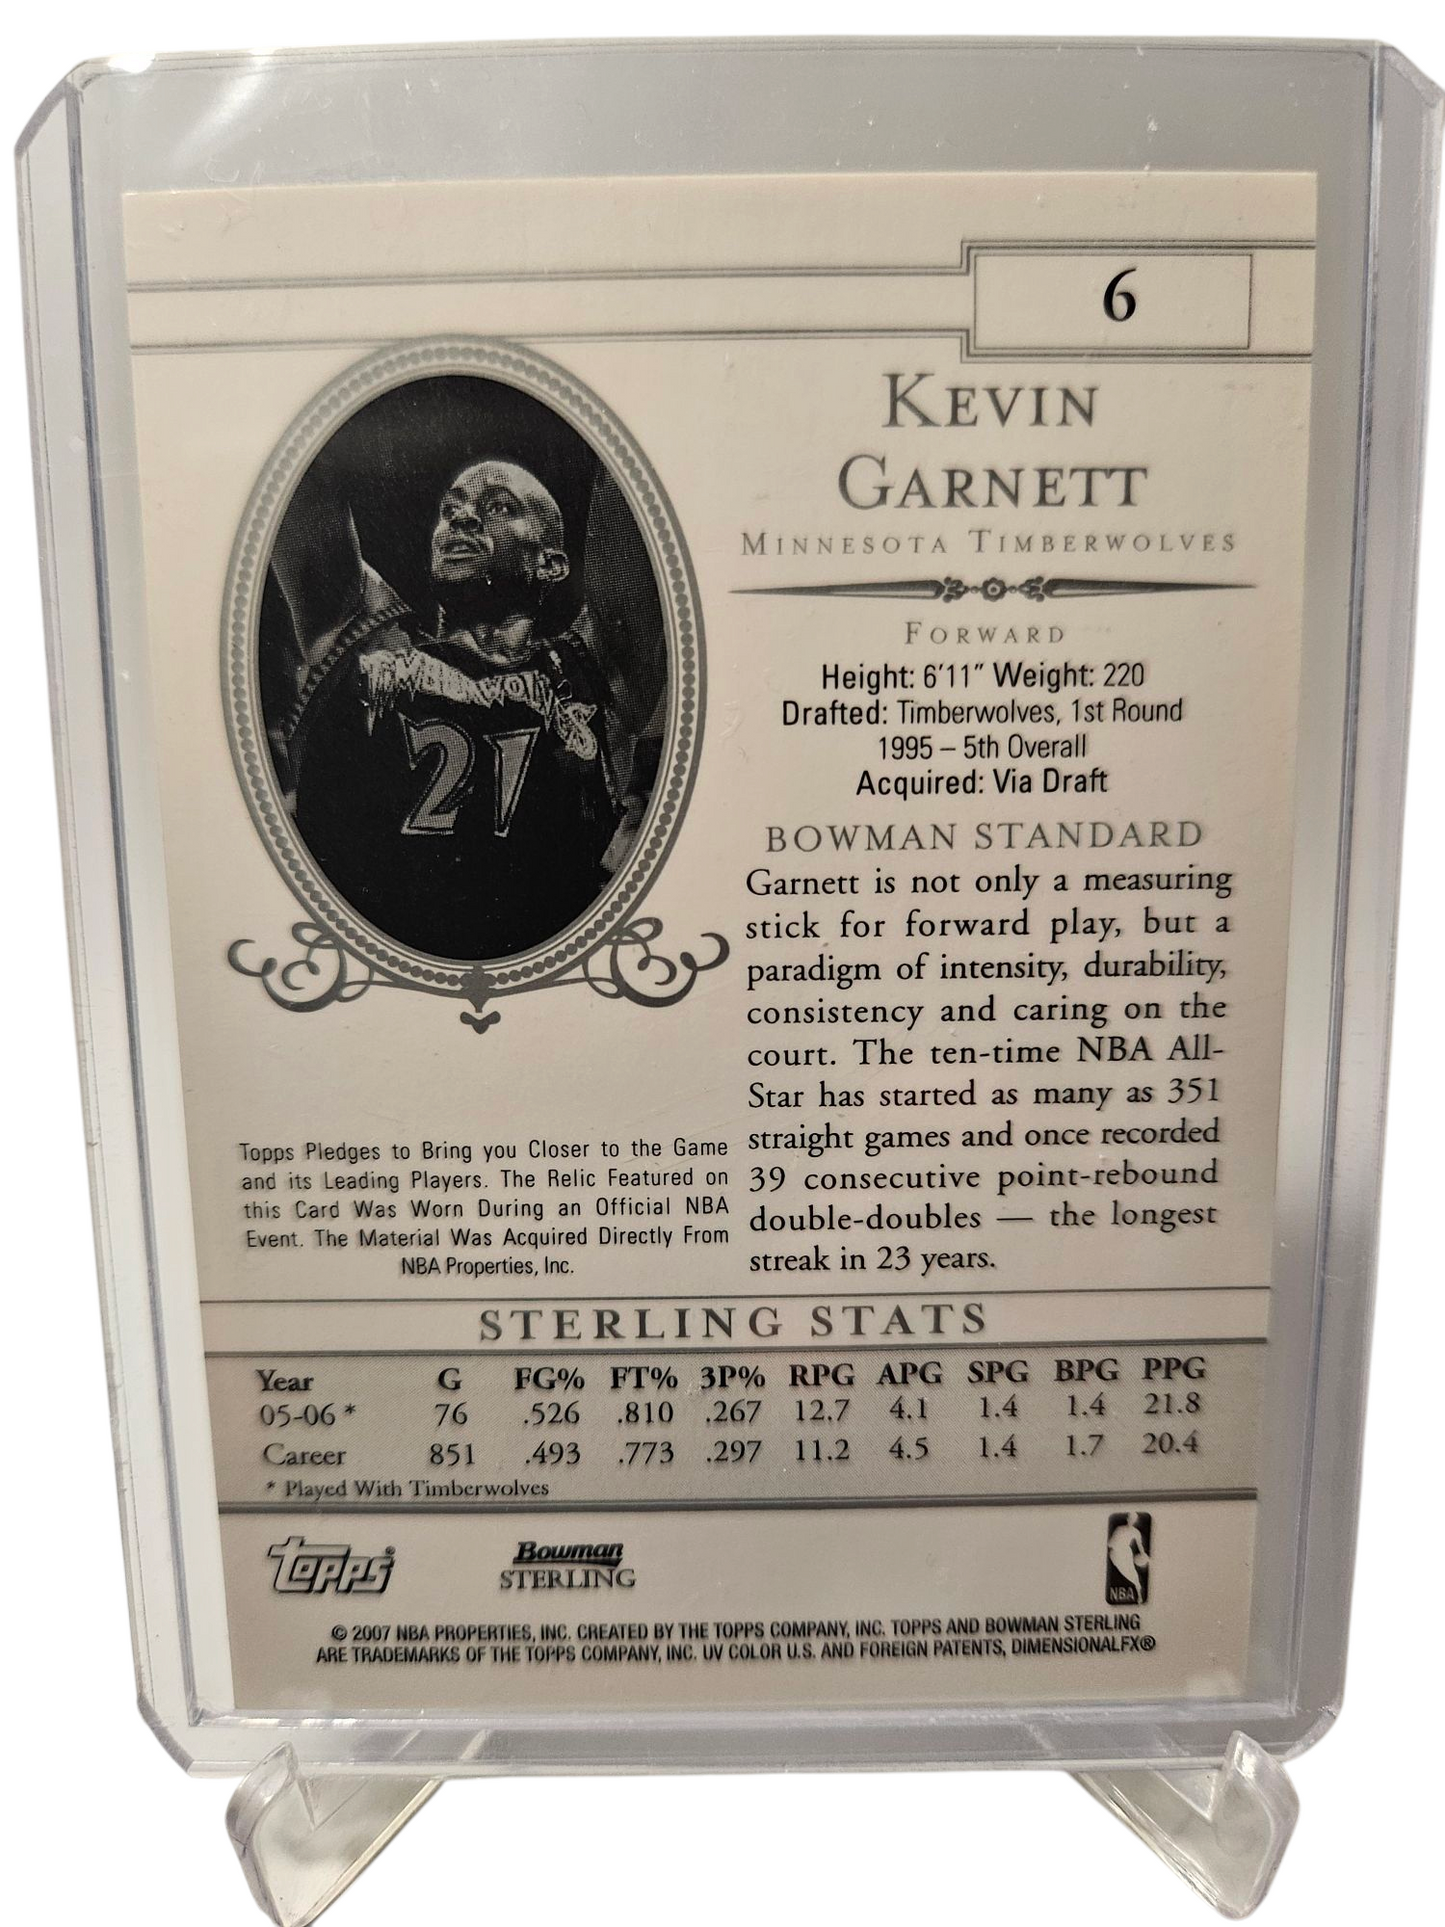 6
KEVIN
GARNETT
MINNESOTA TIMBERWOLVES
FORWARD
Height: 6'11" Weight: 220
Drafted: Timberwolves, 1st Round
1995 – 5th Overall
Acquired: Via Draft
BOWMAN STANDARD
Garnett is not only a measuring
stick for forward play, but a
paradigm of intensity, durability,
consistency and caring on the
court. The ten-time NBA All-
Star has started as many as 351
straight games and once recorded
39 consecutive point-rebound
double-doubles — the longest
streak in 23 years.
TIMBERWOLVES
21
Topps Pledges to Bring you Closer to the Game
and its Leading Players. The Relic Featured on
this Card Was Worn During an Official NBA
Event. The Material Was Acquired Directly From
NBA Properties, Inc.
STERLING STATS
Year G FG% FT% 3P% RPG APG SPG BPG PPG
05-06 * 76 .526 .810 .267 12.7 4.1 1.4 1.4 21.8
Career 851 .493 .773 .297 11.2 4.5 1.4 1.7 20.4
* Played With Timberwolves
Topps®
Bowman
STERLING
NBA
© 2007 NBA PROPERTIES, INC. CREATED BY THE TOPPS COMPANY, INC. TOPPS AND BOWMAN STERLING
ARE TRADEMARKS OF THE TOPPS COMPANY, INC. UV COLOR U.S. AND FOREIGN PATENTS, DIMENSIONALFX®